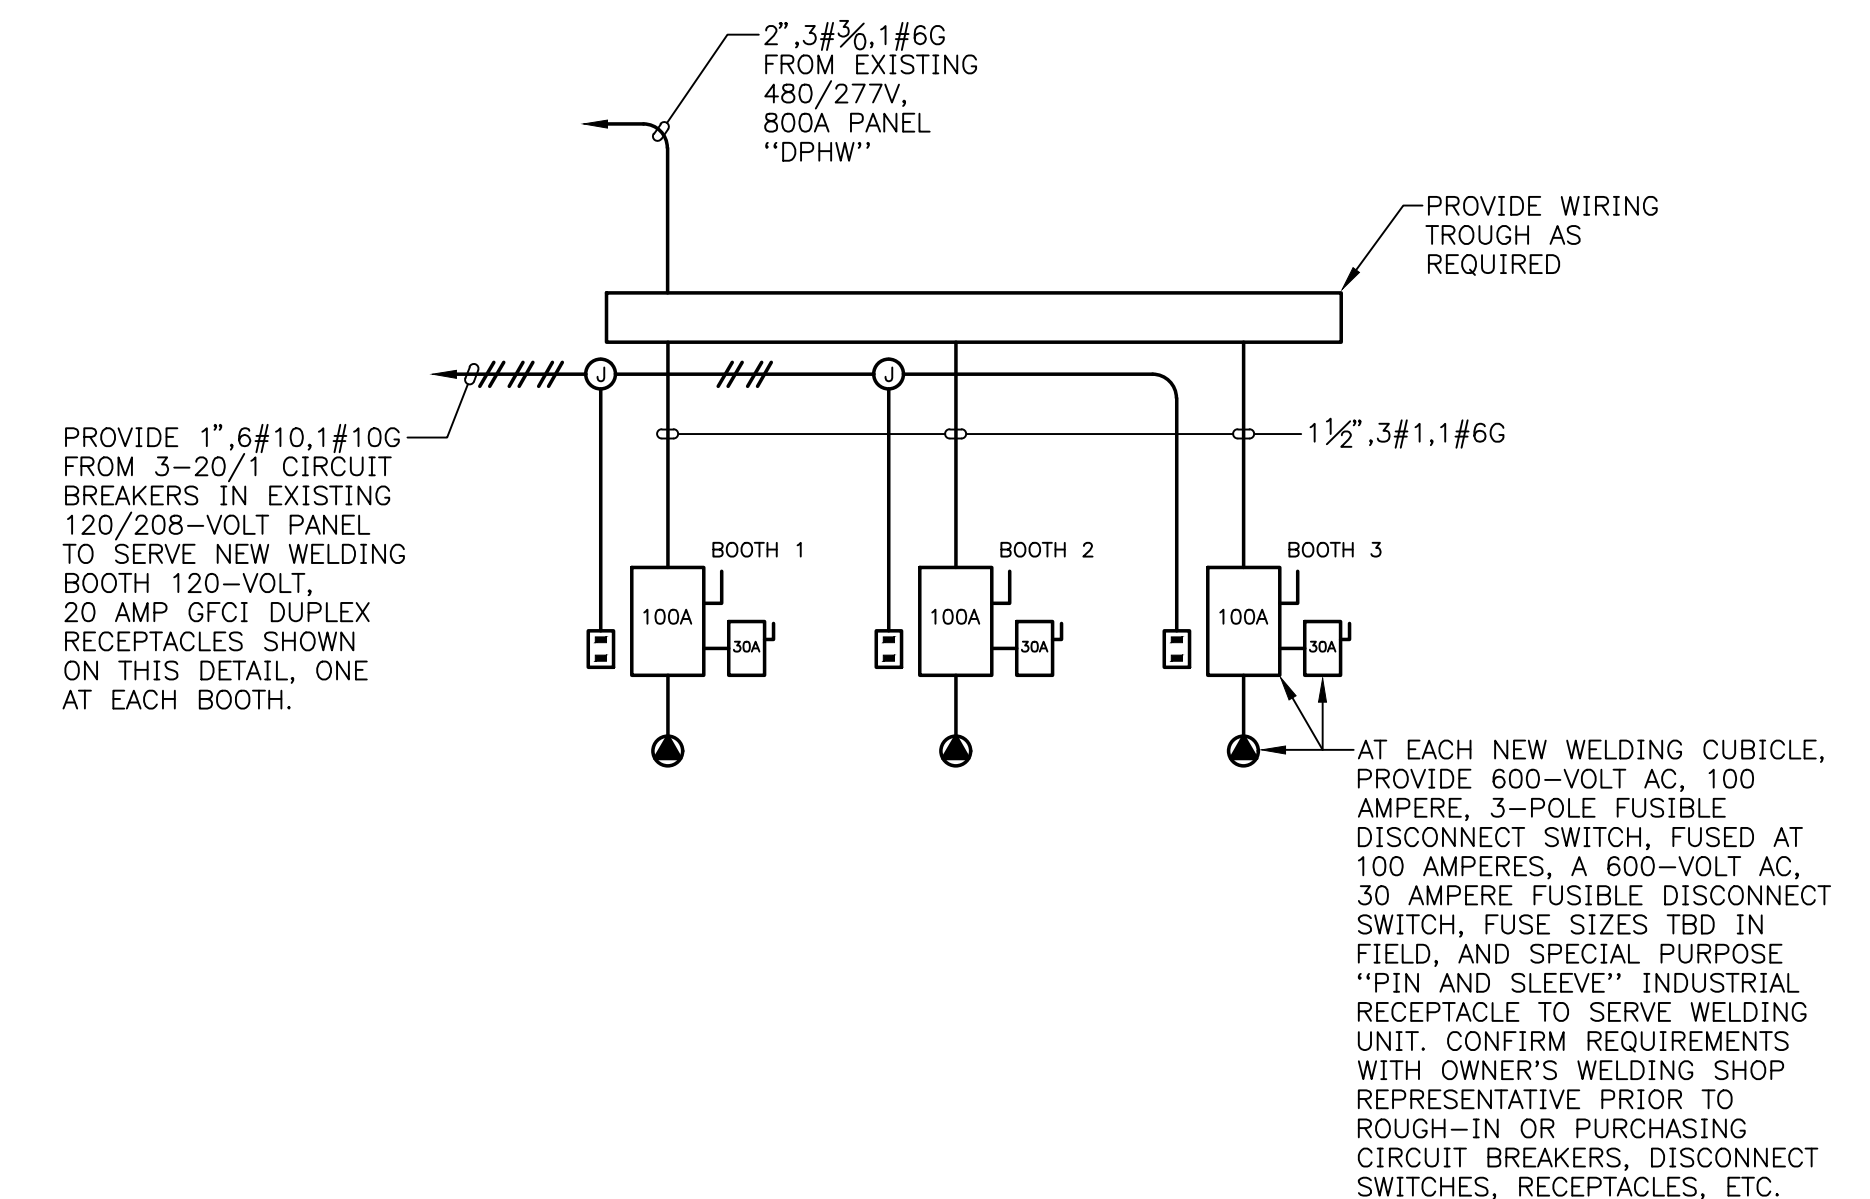 2”,3#3/0,1#6G
FROM EXISTING
480/277V,
800A PANEL
“DPHW”
PROVIDE WIRING
TROUGH AS
REQUIRED
J
J
PROVIDE 1”,6#10,1#10G
FROM 3-20/1 CIRCUIT
BREAKERS IN EXISTING
120/208-VOLT PANEL
TO SERVE NEW WELDING
BOOTH 120-VOLT,
20 AMP GFCI DUPLEX
RECEPTACLES SHOWN
ON THIS DETAIL, ONE
AT EACH BOOTH.
1 1/2”,3#1,1#6G
BOOTH 1
100A
30A
BOOTH 2
100A
30A
BOOTH 3
100A
30A
AT EACH NEW WELDING CUBICLE,
PROVIDE 600-VOLT AC, 100
AMPERE, 3-POLE FUSIBLE
DISCONNECT SWITCH, FUSED AT
100 AMPERES, A 600-VOLT AC,
30 AMPERE FUSIBLE DISCONNECT
SWITCH, FUSE SIZES TBD IN
FIELD, AND SPECIAL PURPOSE
“PIN AND SLEEVE” INDUSTRIAL
RECEPTACLE TO SERVE WELDING
UNIT. CONFIRM REQUIREMENTS
WITH OWNER'S WELDING SHOP
REPRESENTATIVE PRIOR TO
ROUGH-IN OR PURCHASING
CIRCUIT BREAKERS, DISCONNECT
SWITCHES, RECEPTACLES, ETC.